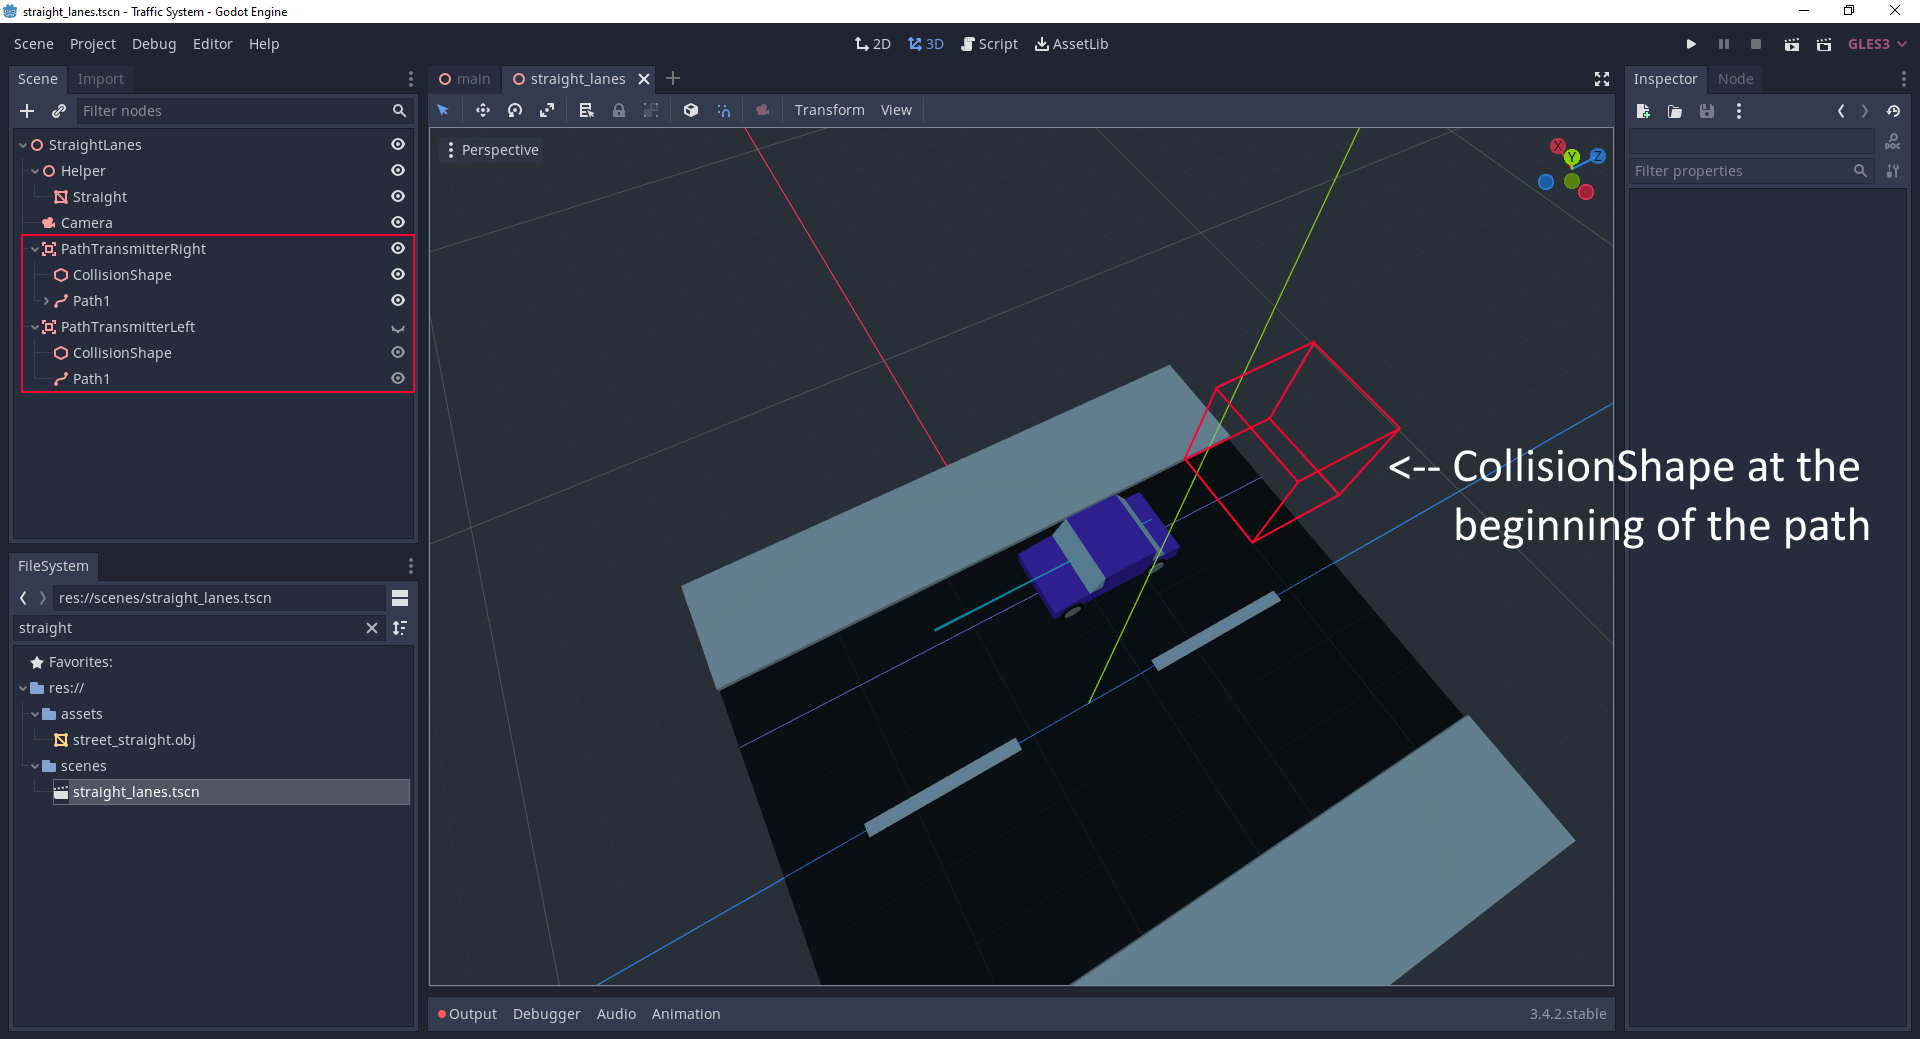 straight_lanes.tscn - Traffic System - Godot Engine
Scene Project Debug Editor Help
2D 3D Script AssetLib
GLES3
Scene Import
Filter nodes
StraightLanes
Helper
Straight
Camera
PathTransmitterRight
CollisionShape
Path1
PathTransmitterLeft
CollisionShape
Path1
FileSystem
res://scenes/straight_lanes.tscn
straight
Favorites:
res://
assets
street_straight.obj
scenes
straight_lanes.tscn
main straight_lanes
Transform View
Perspective
X
Y
Z
<-- CollisionShape at the
beginning of the path
Output Debugger Audio Animation
3.4.2.stable
Inspector Node
DOC
Filter properties